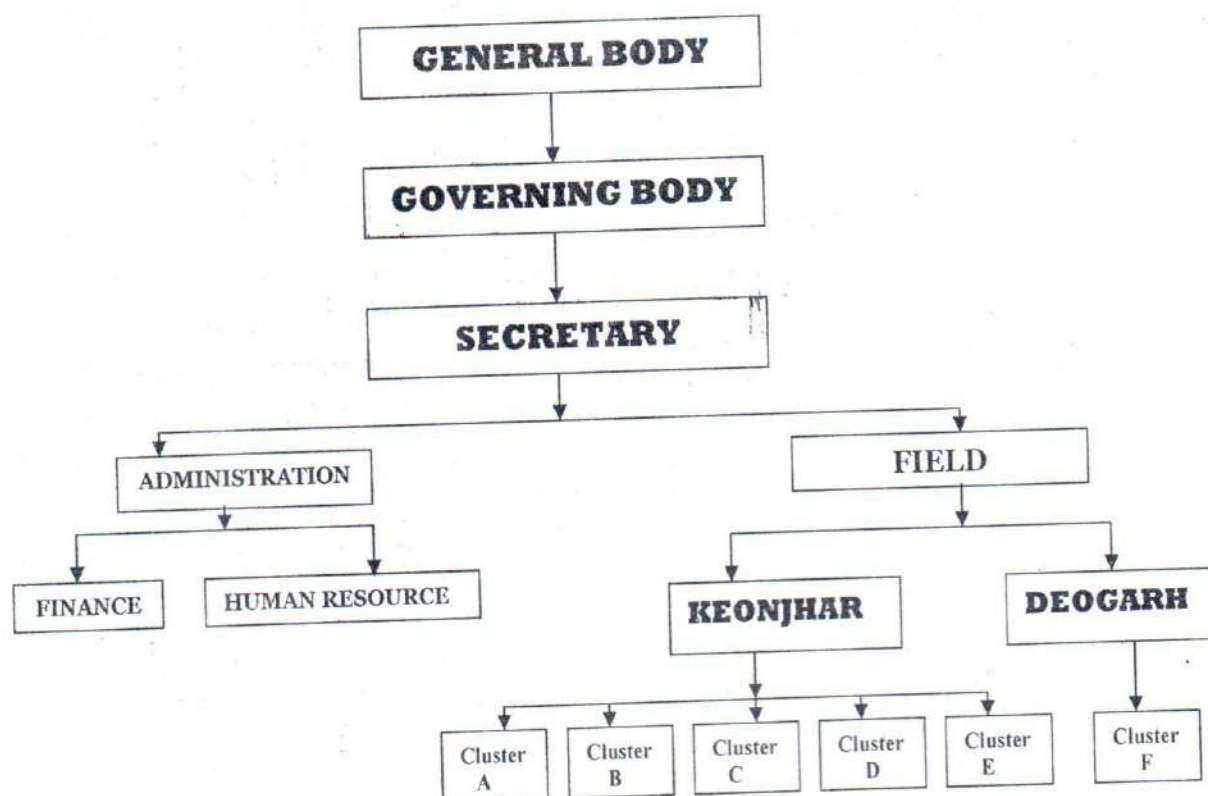 GENERAL BODY
GOVERNING BODY
SECRETARY
ADMINISTRATION
FIELD
FINANCE
HUMAN RESOURCE
KEONJHAR
DEOGARH
Cluster
A
Cluster
B
Cluster
C
Cluster
D
Cluster
E
Cluster
F